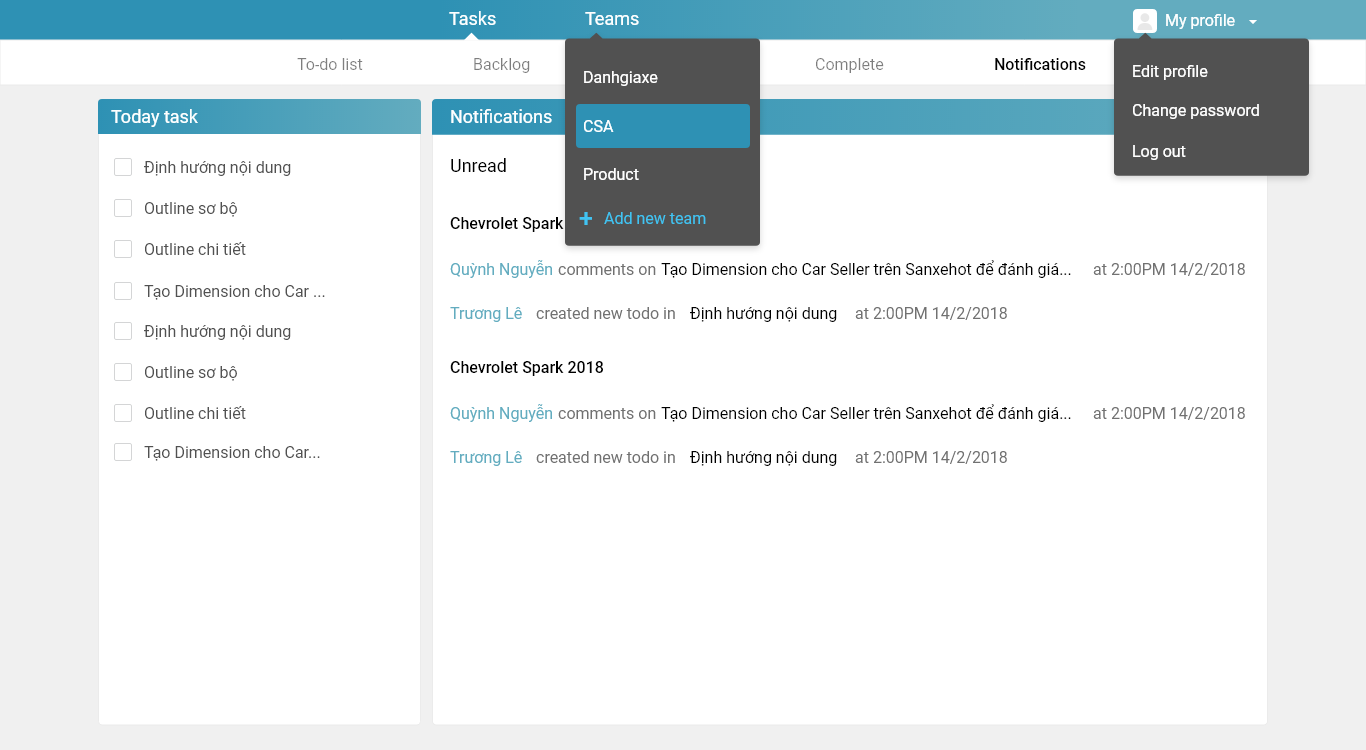 Tasks
Teams
My profile
To-do list
Backlog
Complete
Notifications
Danhgiaxe
CSA
Product
+ Add new team
Edit profile
Change password
Log out
Today task
Định hướng nội dung
Outline sơ bộ
Outline chi tiết
Tạo Dimension cho Car ...
Định hướng nội dung
Outline sơ bộ
Outline chi tiết
Tạo Dimension cho Car...
Notifications
Unread
Chevrolet Spark
Quỳnh Nguyễn comments on Tạo Dimension cho Car Seller trên Sanxehot để đánh giá... at 2:00PM 14/2/2018
Trương Lê created new todo in Định hướng nội dung at 2:00PM 14/2/2018
Chevrolet Spark 2018
Quỳnh Nguyễn comments on Tạo Dimension cho Car Seller trên Sanxehot để đánh giá... at 2:00PM 14/2/2018
Trương Lê created new todo in Định hướng nội dung at 2:00PM 14/2/2018